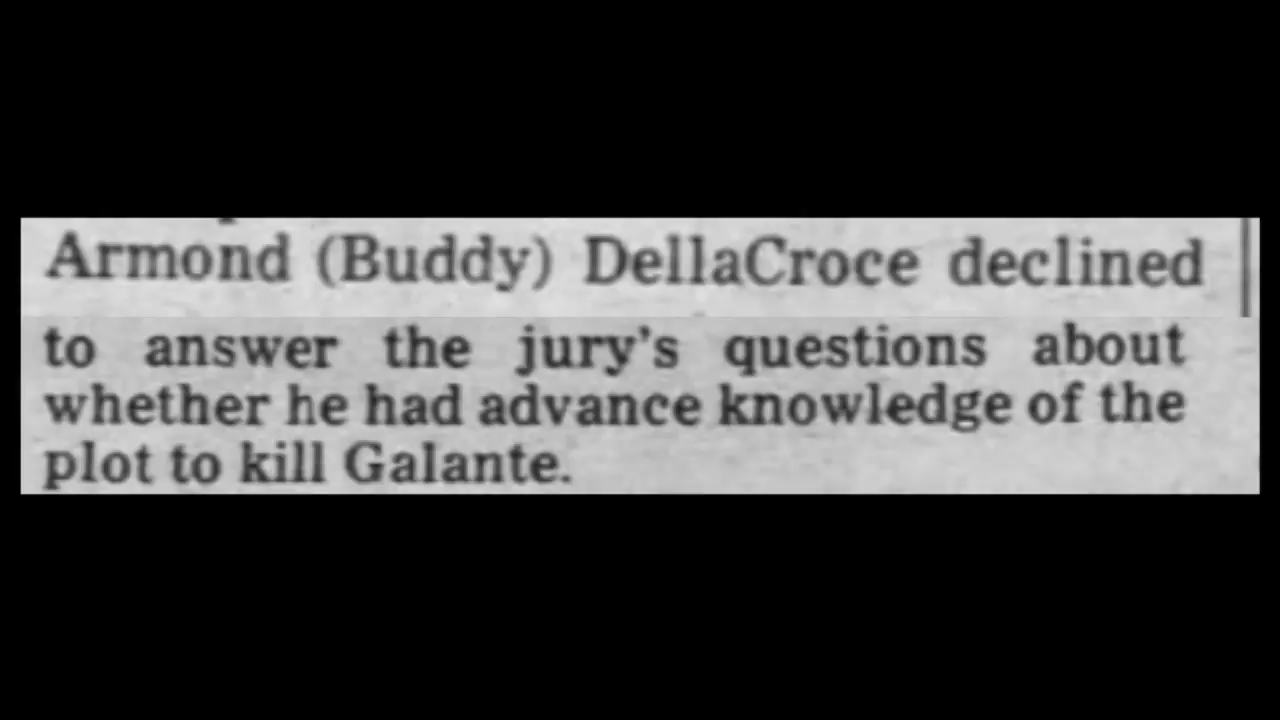 Armond (Buddy) DellaCroce declined
to answer the jury's questions about
whether he had advance knowledge of the
plot to kill Galante.